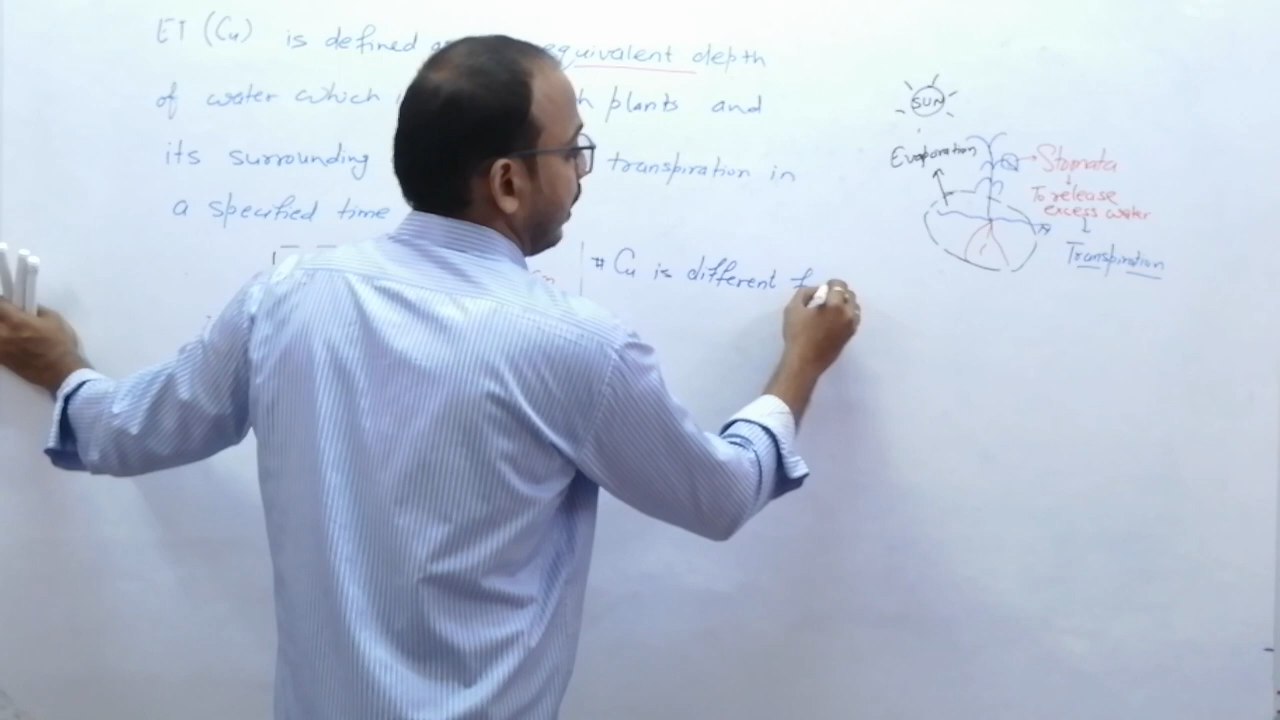 ET (Cu) is defined equivalent depth
of water which plants and
its surrounding transpiration in
a specified time
# Cu is different f
SUN
Evaporation
Stomata
To release
excess water
Transpiration